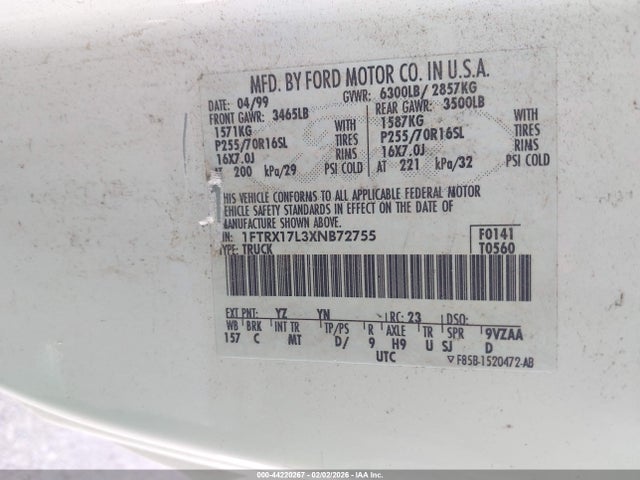 MFD. BY FORD MOTOR CO. IN U.S.A.
DATE: 04/99 GVWR: 6300LB/ 2857KG
FRONT GAWR: 3465LB REAR GAWR: 3500LB
1571KG WITH 1587KG WITH
P255/70R16SL TIRES P255/70R16SL TIRES
16X7.0J RIMS 16X7.0J RIMS
200 kPa/29 PSI COLD AT 221 kPa/32 PSI COLD
THIS VEHICLE CONFORMS TO ALL APPLICABLE FEDERAL MOTOR
VEHICLE SAFETY STANDARDS IN EFFECT ON THE DATE OF
MANUFACTURE SHOWN ABOVE.
IN: 1FTRX17L3XNB72755 F0141
YPE: TRUCK T0560
EXT PNT: YZ YN RC: 23 DSO:
WB BRK INT TR TP/PS R AXLE TR SPR 9VZAA
157 C MT D/ 9 H9 U SJ D
UTC F85B-1520472-AB
000-44220267 - 02/02/2026 - IAA Inc.